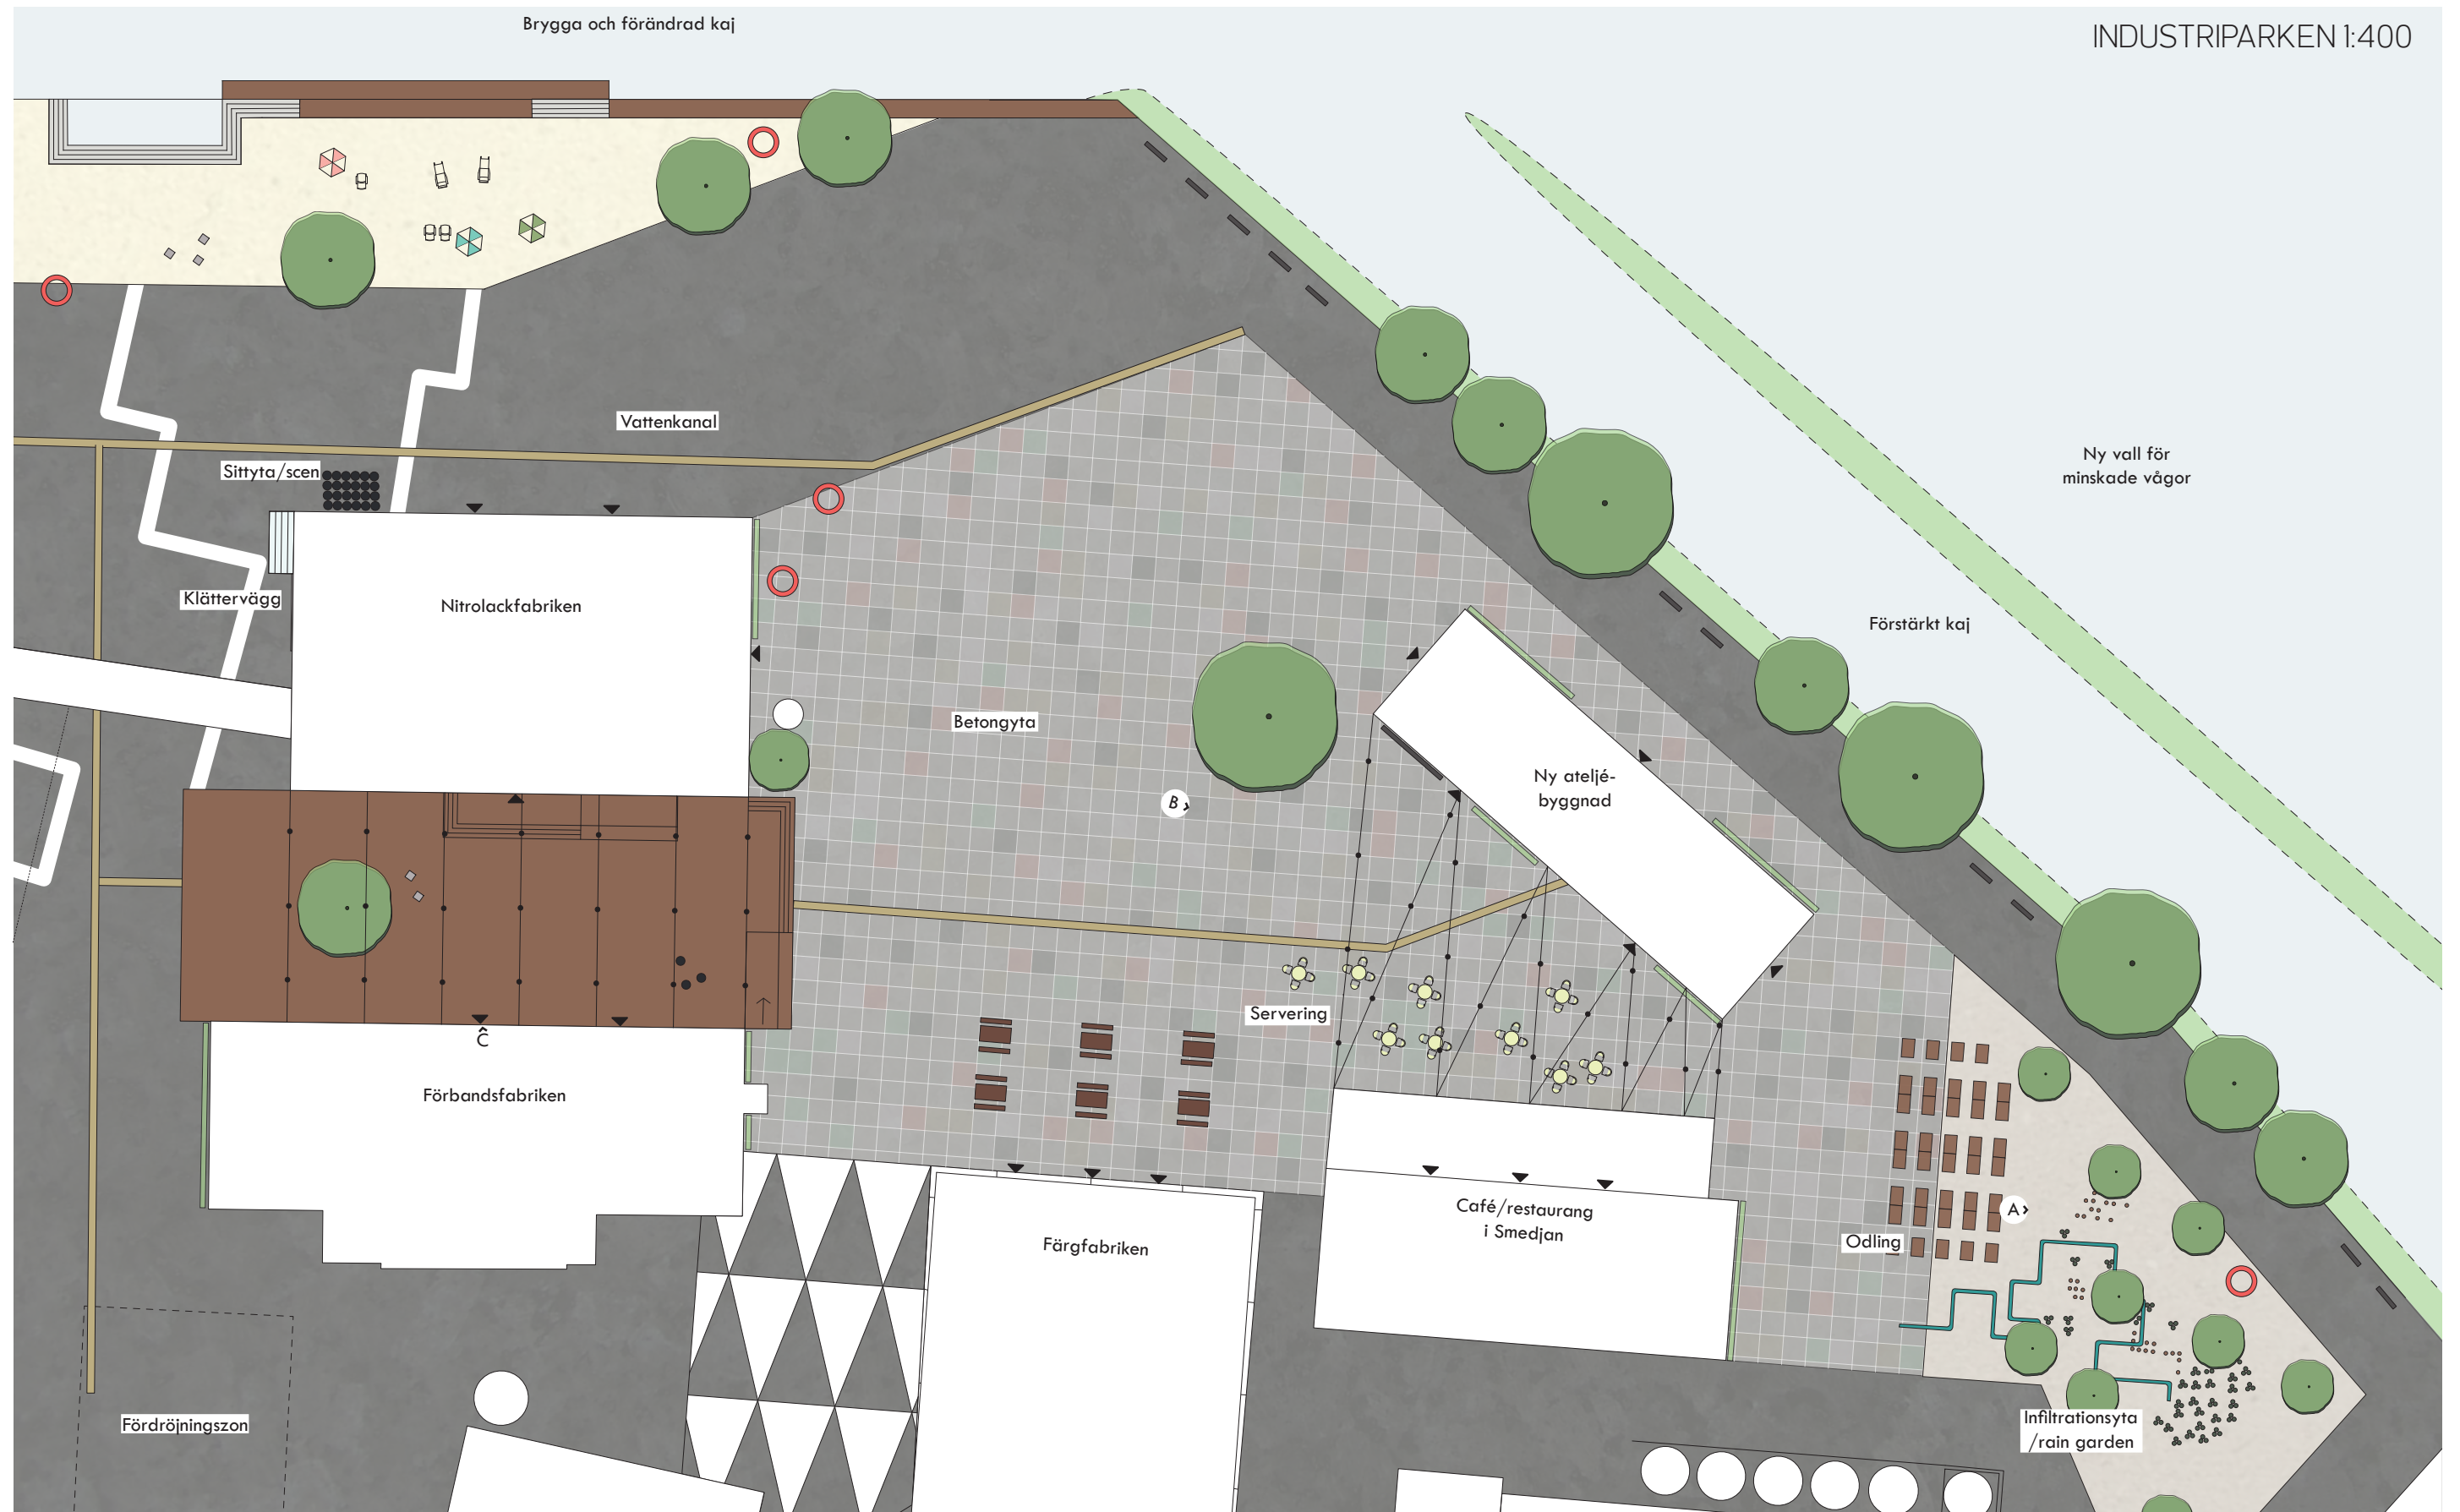 Brygga och förändrad kaj
INDUSTRIPARKEN 1:400
Vattenkanal
Sittyta/scen
Ny vall för
minskade vågor
Klättervägg
Nitrolackfabriken
Förstärkt kaj
Betongyta
Ny ateljé-
byggnad
B
Servering
C
Förbandsfabriken
Café/restaurang
i Smedjan
A
Färgfabriken
Odling
Fördröjningszon
Infiltrationsyta
/rain garden